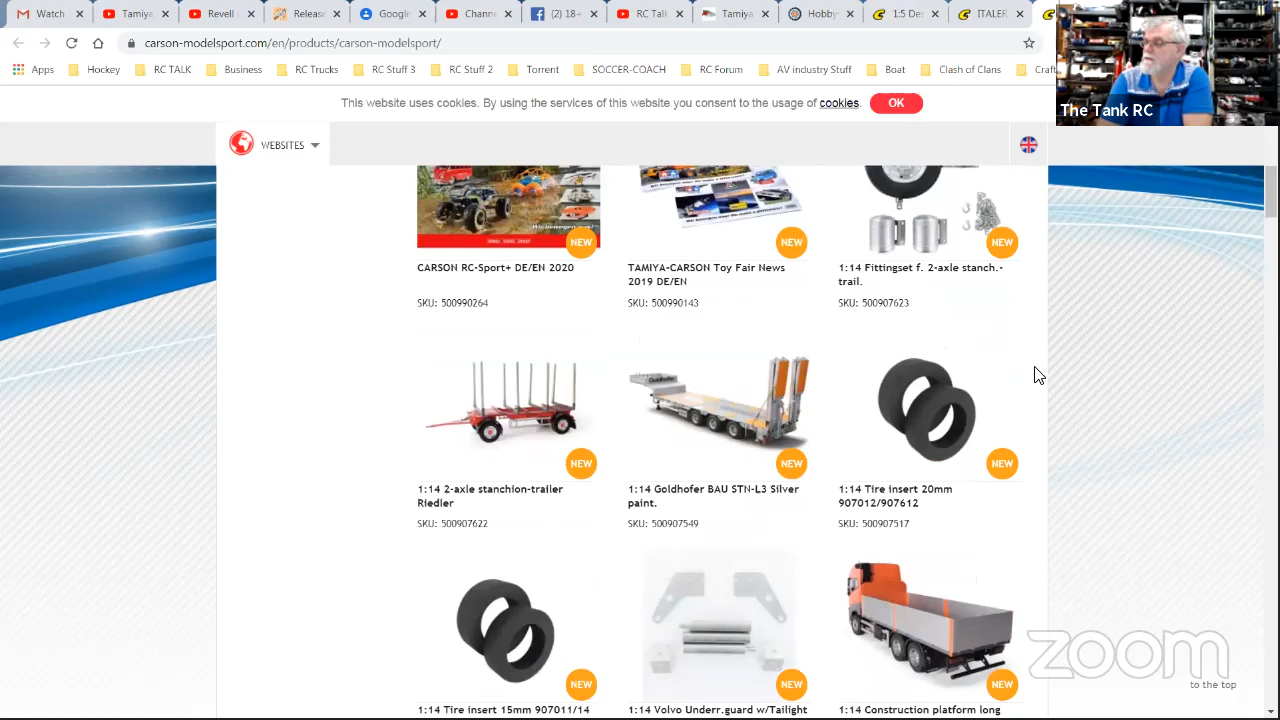 Watch
Tamiya
Revell
Release
Google
Channe
(2) 18
RC Talk
Tamiya
Hobby
1:5 Des
ITALER
carson-modelsport.com/en/products/carson-new
Apps
Hockey
RC TALK
Business
RC Trucks
RC Stuff 2
SOCCER-COACH
RC Forum
AV.industry
Boat
Clash of Clans
Craft
The Tank RC
This website uses cookies. By using the services of this website you consent to the usage of cookies.
OK
WEBSITES
NEW
NEW
NEW
CARSON RC-Sport+ DE/EN 2020
SKU: 500990264
TAMIYA-CARSON Toy Fair News
2019 DE/EN
SKU: 500990143
1:14 Fittingset f. 2-axle stanch.-
trail.
SKU: 500907623
Goldhofer
NEW
NEW
NEW
1:14 2-axle stanchion-trailer
Riedler
SKU: 500907622
1:14 Goldhofer BAU STN-L3 Silver
paint.
SKU: 500907549
1:14 Tire insert 20mm
907012/907612
SKU: 500907517
NEW
NEW
NEW
zoom
to the top
1:14 Tire insert 15mm 907011/14
1:14 Volvo Underr.guard w/Tailight
1:14 Construction platform long